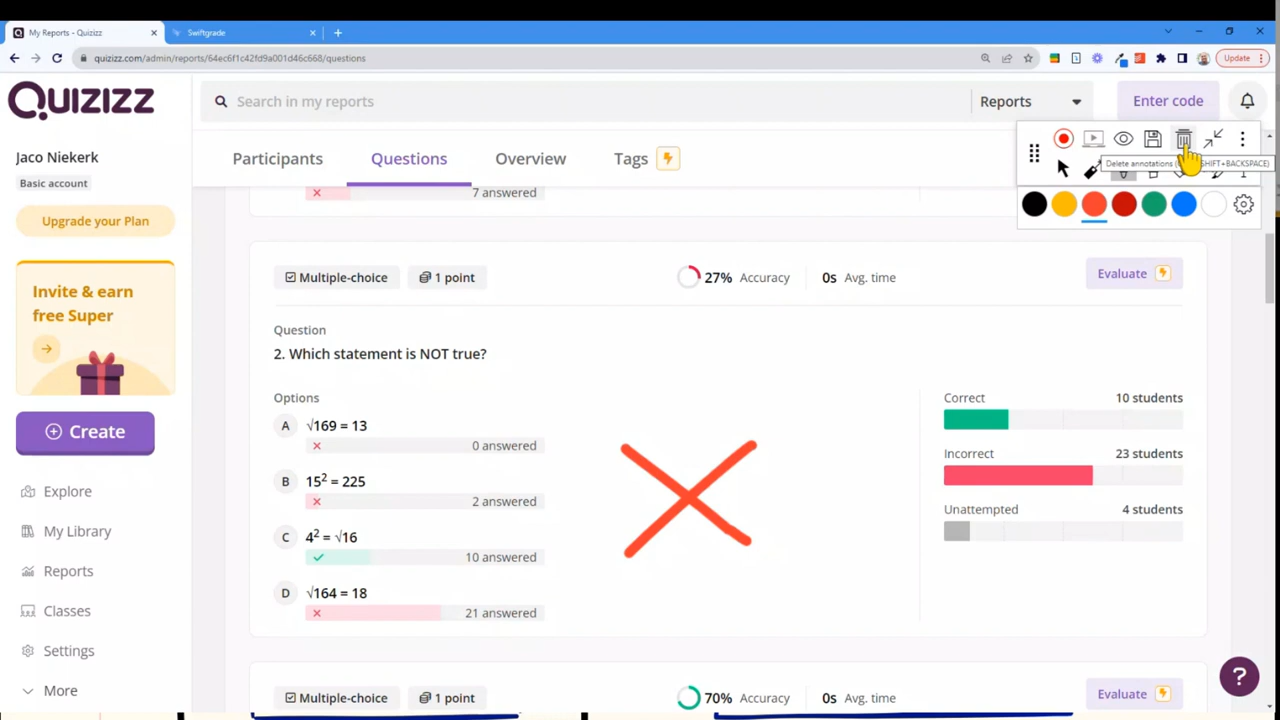 My Reports - Quizizz
Swiftgrade
quizizz.com/admin/reports/64ec6f1c42fd9a001d46c668/questions
Update
QUIZIZZ
Search in my reports
Reports
Enter code
Jaco Niekerk
Basic account
Upgrade your Plan
Invite & earn
free Super
Create
Explore
My Library
Reports
Classes
Settings
More
Participants
Questions
Overview
Tags
Delete annotations
SHIFT+BACKSPACE)
7 answered
Multiple-choice
1 point
27% Accuracy
0s Avg. time
Evaluate
Question
2. Which statement is NOT true?
Options
A √169 = 13
0 answered
B 15² = 225
2 answered
C 4² = √16
10 answered
D √164 = 18
21 answered
Correct 10 students
Incorrect 23 students
Unattempted 4 students
Multiple-choice
1 point
70% Accuracy
0s Avg. time
Evaluate
?